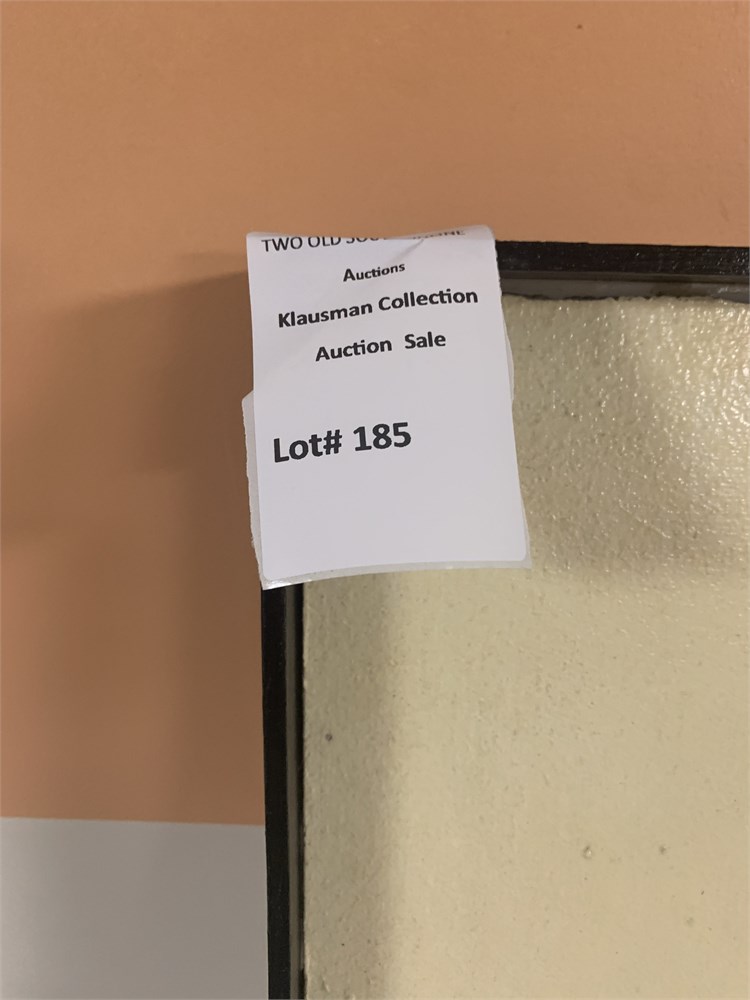 TWO OLD
Auctions
Klausman Collection
Auction Sale
Lot# 185